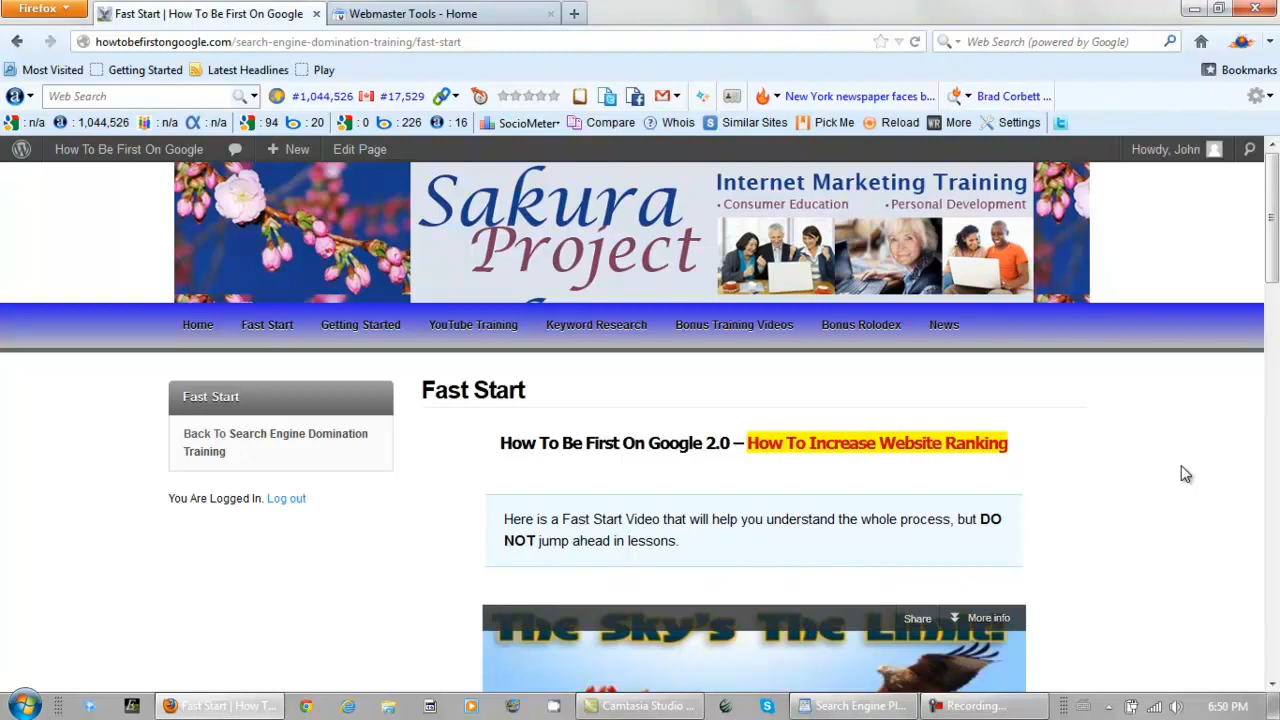 Firefox
Fast Start | How To Be First On Google
Webmaster Tools - Home
howtobefirstongoogle.com/search-engine-domination-training/fast-start
Web Search (powered by Google)
Most Visited
Getting Started
Latest Headlines
Play
Bookmarks
Web Search
#1,044,526
#17,529
New York newspaper faces b...
Brad Corbett ...
: n/a
: 1,044,526
: n/a
: n/a
: 94
: 20
: 0
: 226
: 16
SocioMeter
Compare
Whois
Similar Sites
Pick Me
Reload
More
Settings
How To Be First On Google
New
Edit Page
Howdy, John
Sakura
Project
Internet Marketing Training
• Consumer Education
• Personal Development
Home
Fast Start
Getting Started
YouTube Training
Keyword Research
Bonus Training Videos
Bonus Rolodex
News
Fast Start
Back To Search Engine Domination
Training
You Are Logged In. Log out
Fast Start
How To Be First On Google 2.0 – How To Increase Website Ranking
Here is a Fast Start Video that will help you understand the whole process, but DO
NOT jump ahead in lessons.
Share
More info
The Sky's The Limit!
Fast Start | How T...
Camtasia Studio ...
Search Engine Pl...
Recording...
6:50 PM